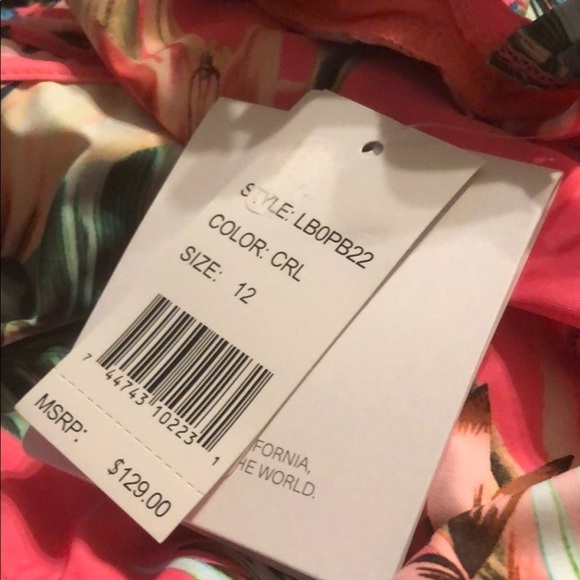 STYLE: LB0PB22
COLOR: CRL
SIZE: 12
7 44743 10223 1
MSRP: $129.00
FORNIA,
HE WORLD.